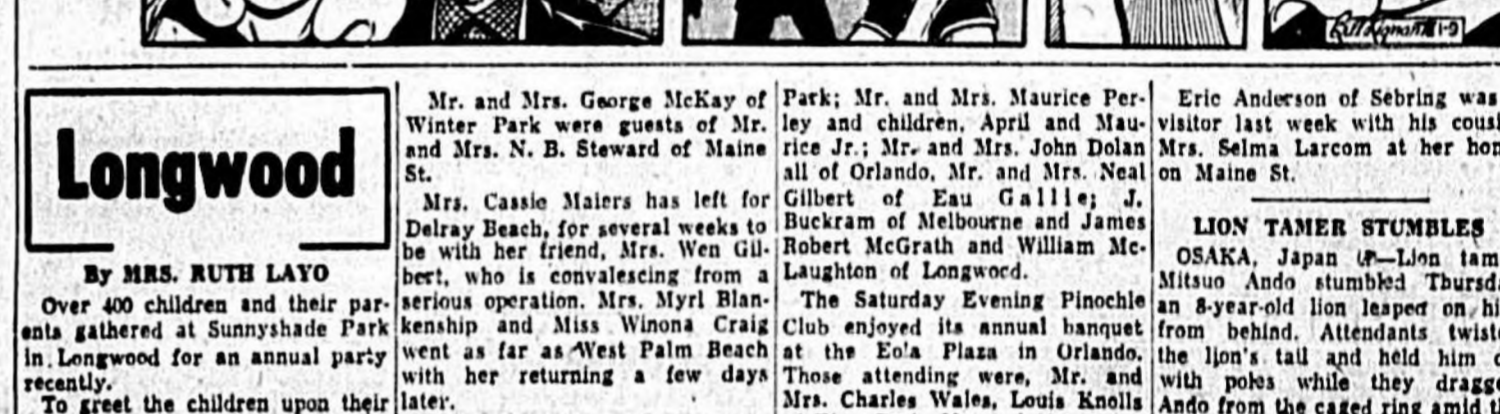 Longwood
By MRS. RUTH LAYO
Over 400 children and their par-
ents gathered at Sunnyshade Park
in Longwood for an annual party
recently.
To greet the children upon their
Mr. and Mrs. George McKay of
Winter Park were guests of Mr.
and Mrs. N. B. Steward of Maine
St.
Mrs. Cassie Maiers has left for
Delray Beach, for several weeks to
be with her friend, Mrs. Wen Gil-
bert, who is convalescing from a
serious operation. Mrs. Myrl Blan-
kenship and Miss Winona Craig
went as far as West Palm Beach
with her returning a few days
later.
Park; Mr. and Mrs. Maurice Per-
ley and children, April and Mau-
rice Jr.; Mr. and Mrs. John Dolan
all of Orlando, Mr. and Mrs. Neal
Gilbert of Eau Gallie; J.
Buckram of Melbourne and James
Robert McGrath and William Mc-
Laughton of Longwood.
The Saturday Evening Pinochle
Club enjoyed its annual banquet
at the Eola Plaza in Orlando.
Those attending were, Mr. and
Mrs. Charles Wales, Louis Knolls
Eric Anderson of Sebring was
visitor last week with his cousi
Mrs. Selma Larcom at her hom
on Maine St.
LION TAMER STUMBLES
OSAKA, Japan (AP)—Lion tam
Mitsuo Ando stumbled Thursda
an 8-year-old lion leaped on hi
from behind. Attendants twist
the lion's tail and held him o
with poles while they dragge
Ando from the caged ring amid th